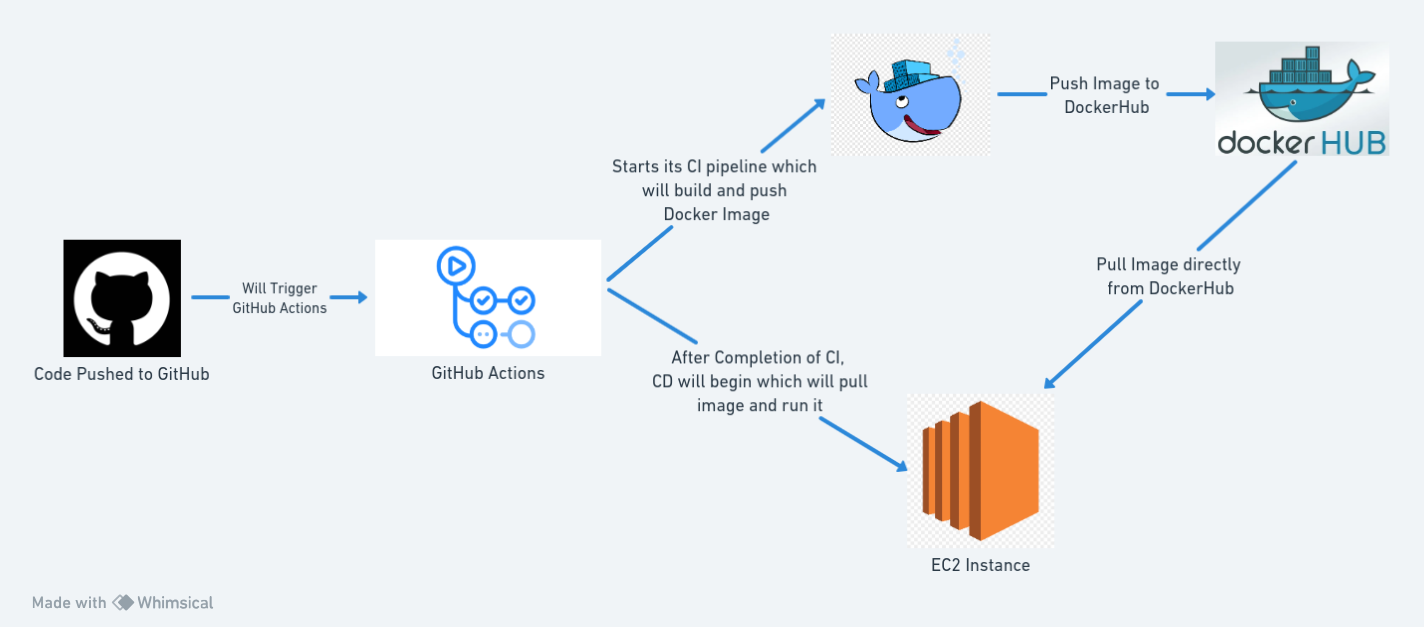 Push Image to
DockerHub
docker HUB
Starts its CI pipeline which
will build and push
Docker Image
Will Trigger
GitHub Actions
Pull Image directly
from DockerHub
Code Pushed to GitHub
GitHub Actions
After Completion of CI,
CD will begin which will pull
image and run it
EC2 Instance
Made with Whimsical